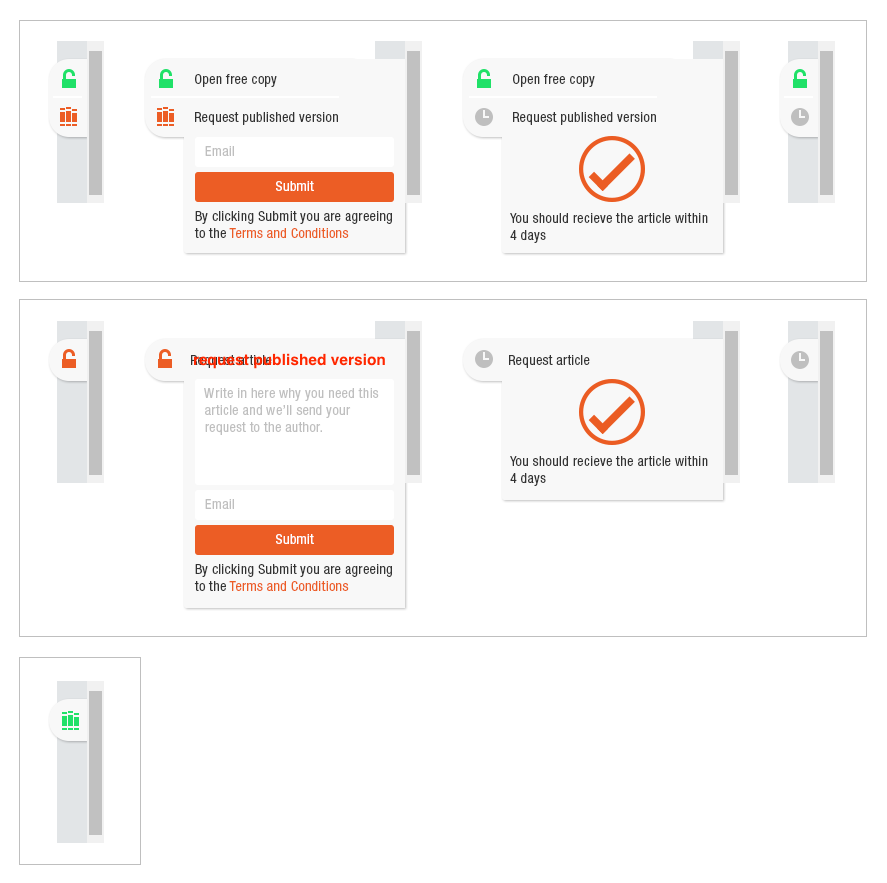 Open free copy
Request published version
Email
Submit
By clicking Submit you are agreeing
to the Terms and Conditions
Open free copy
Request published version
You should recieve the article within
4 days
Request article
request published version
Write in here why you need this
article and we'll send your
request to the author.
Email
Submit
By clicking Submit you are agreeing
to the Terms and Conditions
Request article
You should recieve the article within
4 days